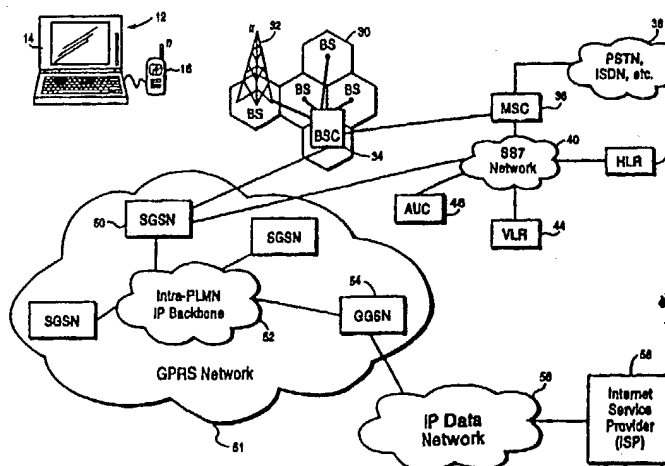 12
14
16
32
30
BS
BS
BS
BS
BSC
34
38
PSTN,
ISDN, etc.
MSC
36
40
SS7
Network
HLR
AUC
46
VLR
44
50
SGSN
SGSN
SGSN
Intra-PLMN
IP Backbone
52
54
GGSN
GPRS Network
51
56
IP Data
Network
58
Internet
Service
Provider
(ISP)